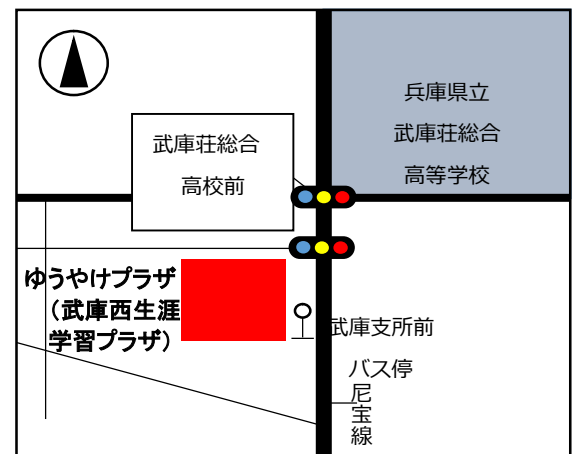 兵庫県立
武庫荘総合
高等学校
武庫荘総合
高校前
ゆうやけプラザ
（武庫西生涯
学習プラザ）
武庫支所前
バス停
尼宝線